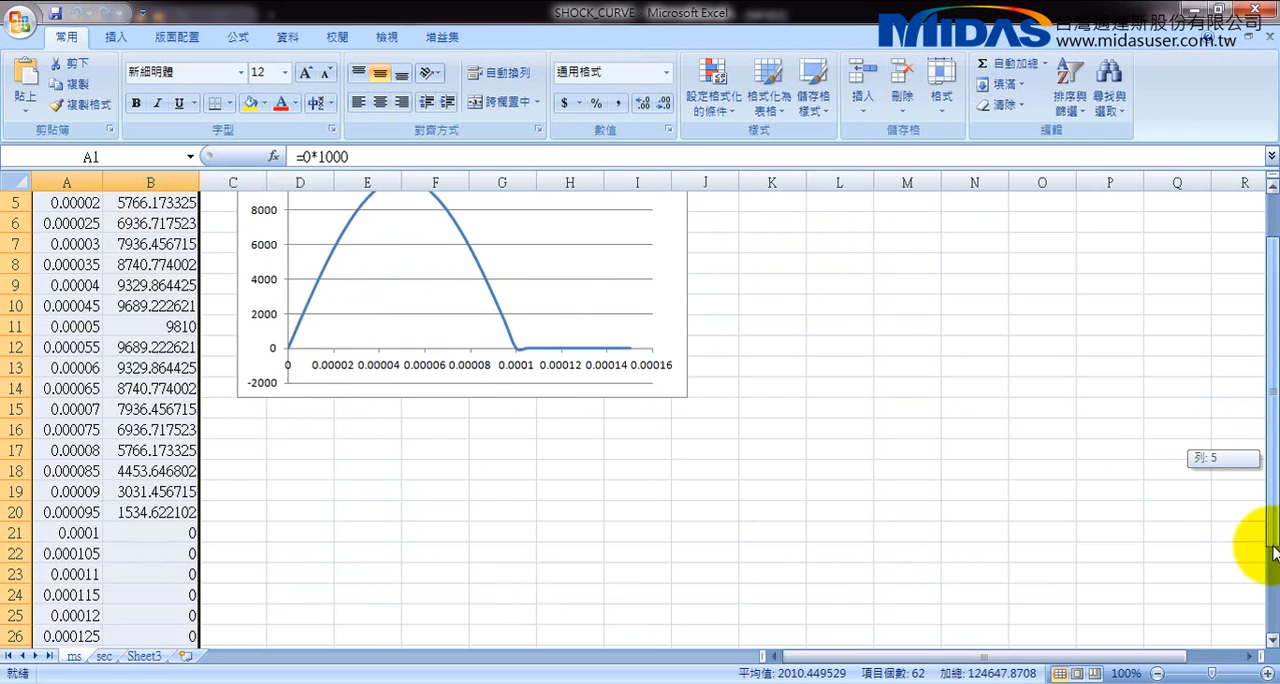 SHOCK_CURVE - Microsoft Excel
MIDAS 台灣邁達斯股份有限公司
www.midasuser.com.tw
常用 插入 版面配置 公式 資料 校閱 檢視 增益集
貼上 剪下 複製 複製格式 剪貼簿
新細明體 12 B I U 字型
自動換列 跨欄置中 對齊方式
通用格式 $ % , 數值
設定格式化的條件 格式化為表格 儲存格樣式 樣式
插入 刪除 格式 儲存格
Σ 自動加總 填滿 清除 排序與篩選 尋找與選取 編輯
A1 fx =0*1000
A B C D E F G H I J K L M N O P Q R
5 0.00002 5766.173325
6 0.000025 6936.717523
7 0.00003 7936.456715
8 0.000035 8740.774002
9 0.00004 9329.864425
10 0.000045 9689.222621
11 0.00005 9810
12 0.000055 9689.222621
13 0.00006 9329.864425
14 0.000065 8740.774002
15 0.00007 7936.456715
16 0.000075 6936.717523
17 0.00008 5766.173325
18 0.000085 4453.646802
19 0.00009 3031.456715
20 0.000095 1534.622102
21 0.0001 0
22 0.000105 0
23 0.00011 0
24 0.000115 0
25 0.00012 0
26 0.000125 0
8000
6000
4000
2000
0
0 0.00002 0.00004 0.00006 0.00008 0.0001 0.00012 0.00014 0.00016
-2000
列: 5
ms sec Sheet3
就緒 平均值: 2010.449529 項目個數: 62 加總: 124647.8708 100%